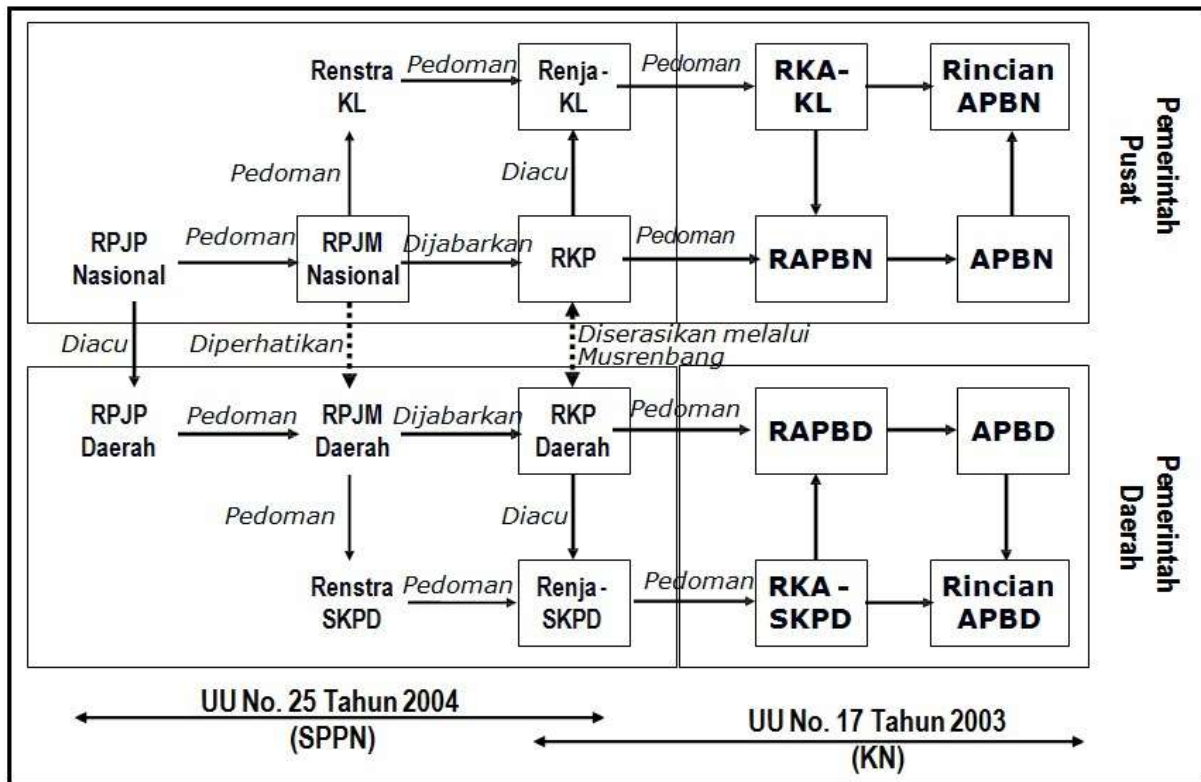 Renstra
KL
Pedoman
Renja -
KL
Pedoman
RKA-
KL
Rincian
APBN
Pemerintah
Pusat
Pedoman
Diacu
RPJP
Nasional
Pedoman
RPJM
Nasional
Dijabarkan
RKP
Pedoman
RAPBN
APBN
Diacu
Diperhatikan
Diserasikan melalui
Musrenbang
RPJP
Daerah
Pedoman
RPJM
Daerah
Dijabarkan
RKP
Daerah
Pedoman
RAPBD
APBD
Pemerintah
Daerah
Pedoman
Diacu
Renstra
SKPD
Pedoman
Renja -
SKPD
Pedoman
RKA -
SKPD
Rincian
APBD
UU No. 25 Tahun 2004
(SPPN)
UU No. 17 Tahun 2003
(KN)